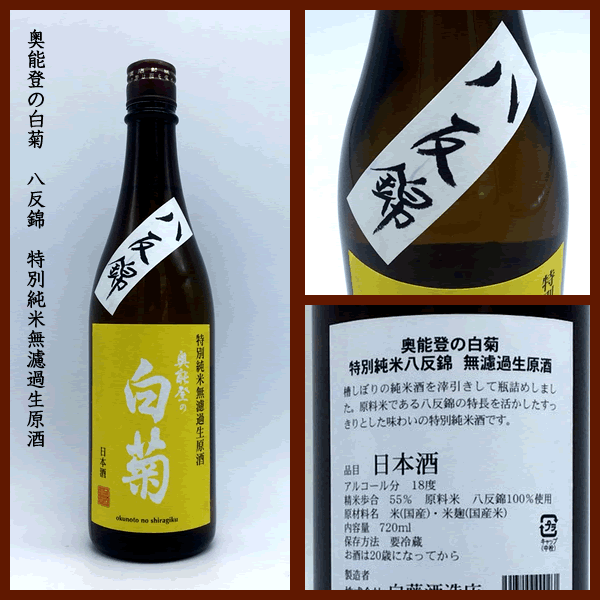 奥能登の白菊　八反錦　特別純米無濾過生原酒
八反錦
特別純米無濾過生原酒
奥能登の
白菊
日本酒
okunoto no shiragiku
八反錦
奥能登の白菊
特別純米八反錦 無濾過生原酒
槽しぼりの純米酒を滓引きして瓶詰めしまし
た。原料米である八反錦の特長を活かしたすっ
きりとした味わいの特別純米酒です。
品目 日本酒
アルコール分 18度
精米歩合 55% 原料米 八反錦100%使用
原材料名 米(国産)・米麹(国産米)
内容量 720ml
保存方法 要冷蔵
お酒は20歳になってから
プラ
キャップ
(中栓)
製造者